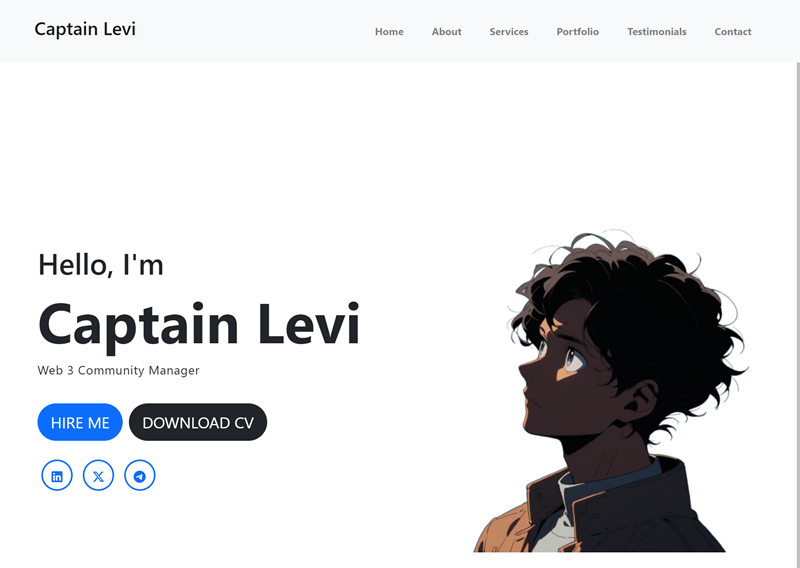 Captain Levi
Home About Services Portfolio Testimonials Contact
Hello, I'm
Captain Levi
Web 3 Community Manager
HIRE ME DOWNLOAD CV